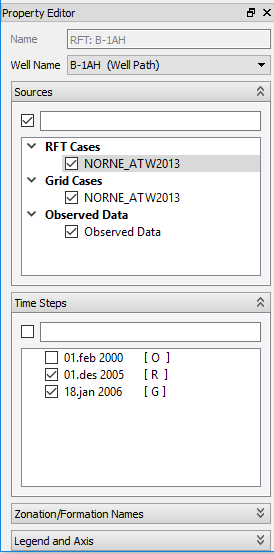 Property Editor
Name RFT: B-1AH
Well Name B-1AH (Well Path)
Sources
RFT Cases
NORNE_ATW2013
Grid Cases
NORNE_ATW2013
Observed Data
Observed Data
Time Steps
01.feb 2000 [ O ]
01.des 2005 [ R ]
18.jan 2006 [ G ]
Zonation/Formation Names
Legend and Axis